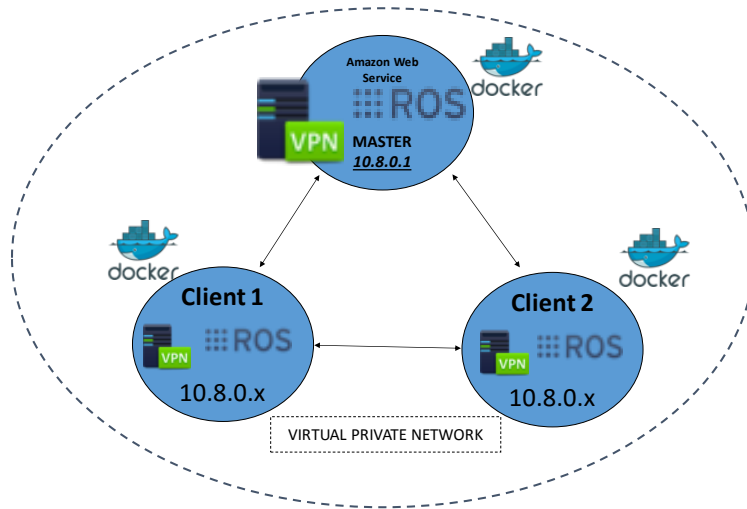 Amazon Web
Service
docker
ROS
VPN
MASTER
10.8.0.1
docker
docker
Client 1
VPN
ROS
10.8.0.x
Client 2
VPN
ROS
10.8.0.x
VIRTUAL PRIVATE NETWORK